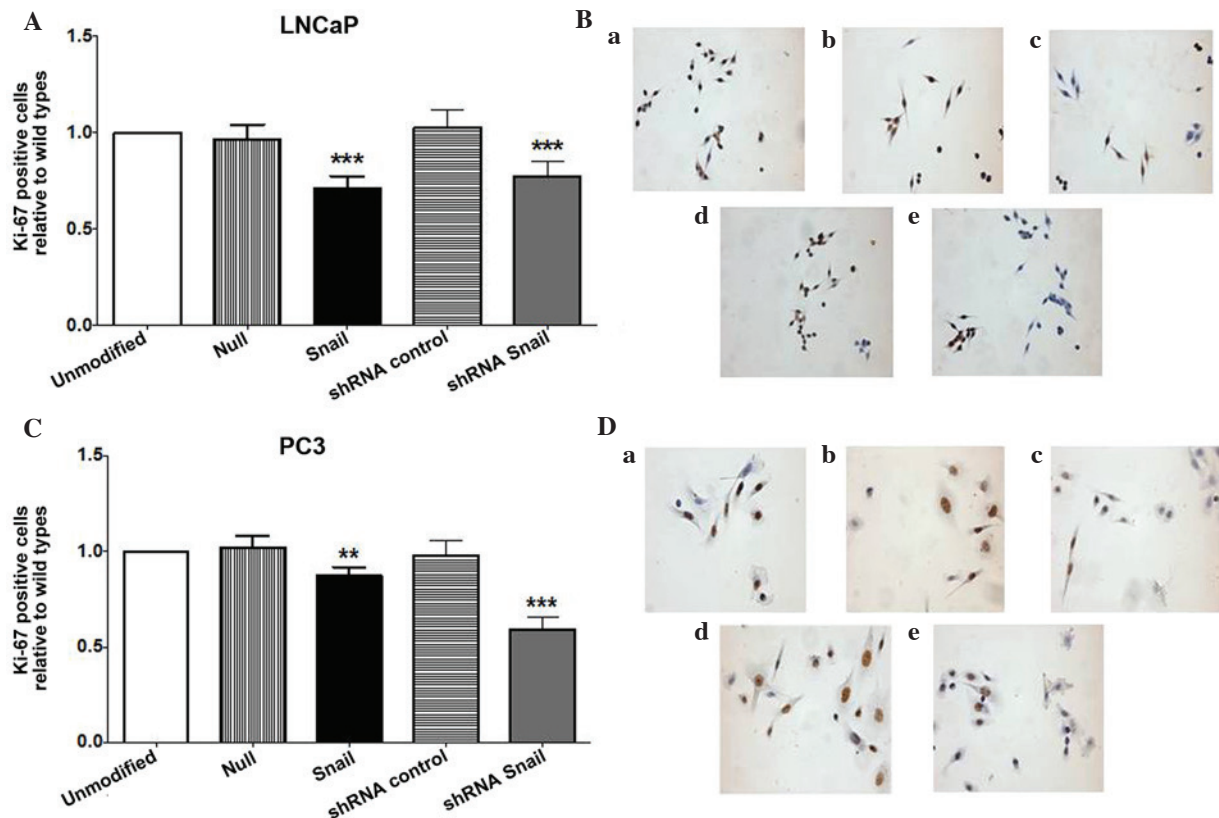 A
LNCaP
Ki-67 positive cells
relative to wild types
1.5
1.0
0.5
0.0
***
***
Unmodified
Null
Snail
shRNA control
shRNA Snail
B
a
b
c
d
e
C
PC3
Ki-67 positive cells
relative to wild types
1.5
1.0
0.5
0.0
**
***
Unmodified
Null
Snail
shRNA control
shRNA Snail
D
a
b
c
d
e